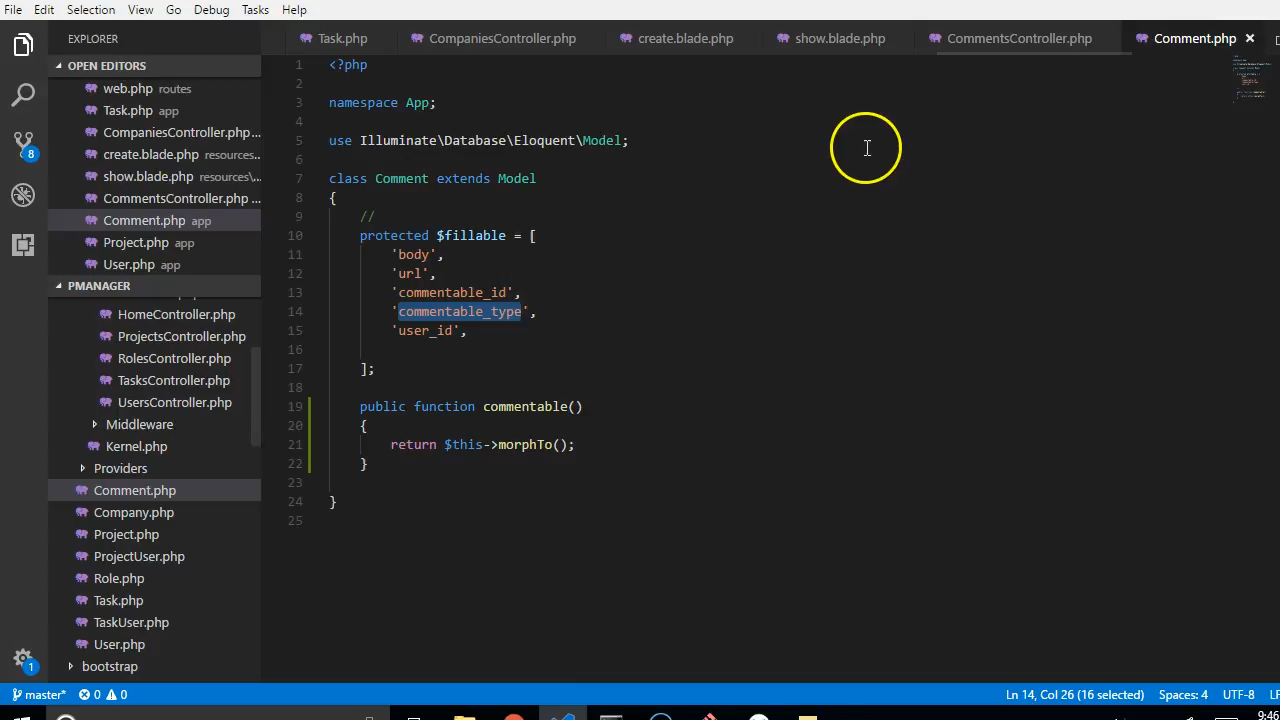 File Edit Selection View Go Debug Tasks Help
EXPLORER
OPEN EDITORS
web.php routes
Task.php app
CompaniesController.php ...
create.blade.php resources...
show.blade.php resources\...
CommentsController.php ...
Comment.php app
Project.php app
User.php app
PMANAGER
HomeController.php
ProjectsController.php
RolesController.php
TasksController.php
UsersController.php
Middleware
Kernel.php
Providers
Comment.php
Company.php
Project.php
ProjectUser.php
Role.php
Task.php
TaskUser.php
User.php
bootstrap
8
1
Task.php CompaniesController.php create.blade.php show.blade.php CommentsController.php Comment.php ×
1 <?php
2
3 namespace App;
4
5 use Illuminate\Database\Eloquent\Model;
6
7 class Comment extends Model
8 {
9 //
10 protected $fillable = [
11 'body',
12 'url',
13 'commentable_id',
14 'commentable_type',
15 'user_id',
16
17 ];
18
19 public function commentable()
20 {
21 return $this->morphTo();
22 }
23
24 }
25
master* 0 0 Ln 14, Col 26 (16 selected) Spaces: 4 UTF-8 LF
9:46